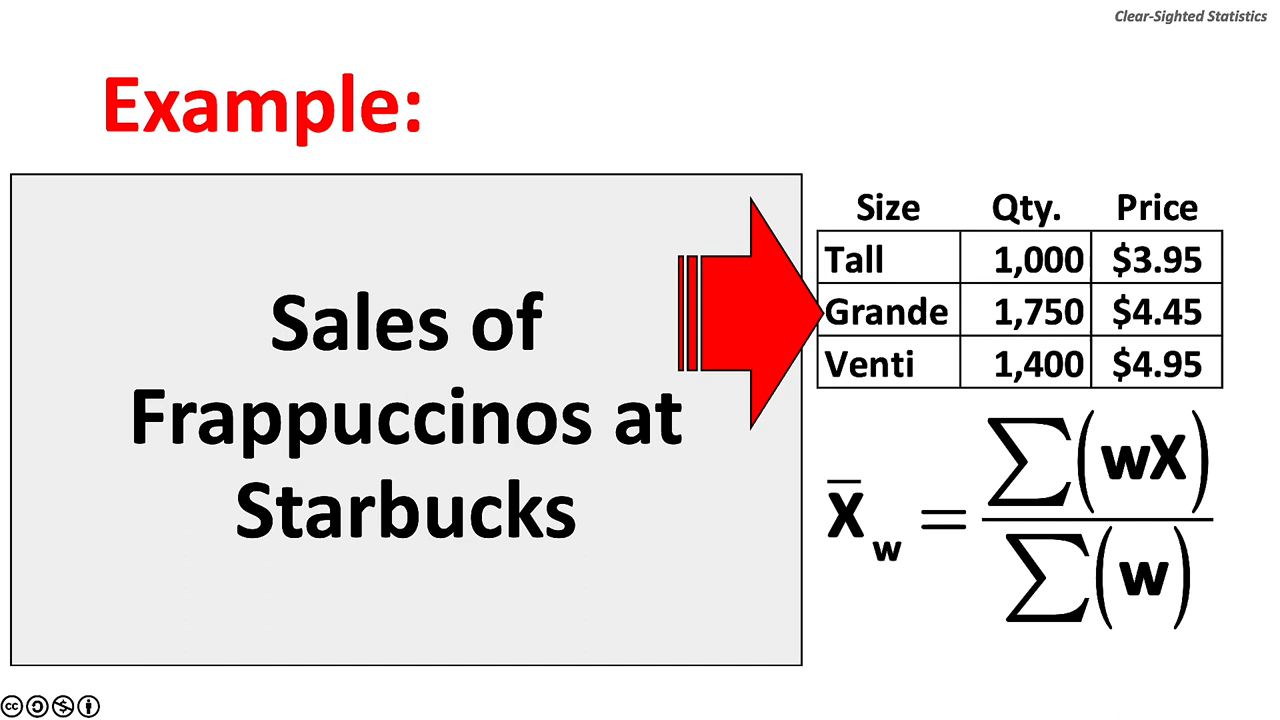 Clear-Sighted Statistics
Example:
Sales of
Frappuccinos at
Starbucks
Size Qty. Price
Tall 1,000 $3.95
Grande 1,750 $4.45
Venti 1,400 $4.95
X̅w = ∑(wX) / ∑(w)
cc